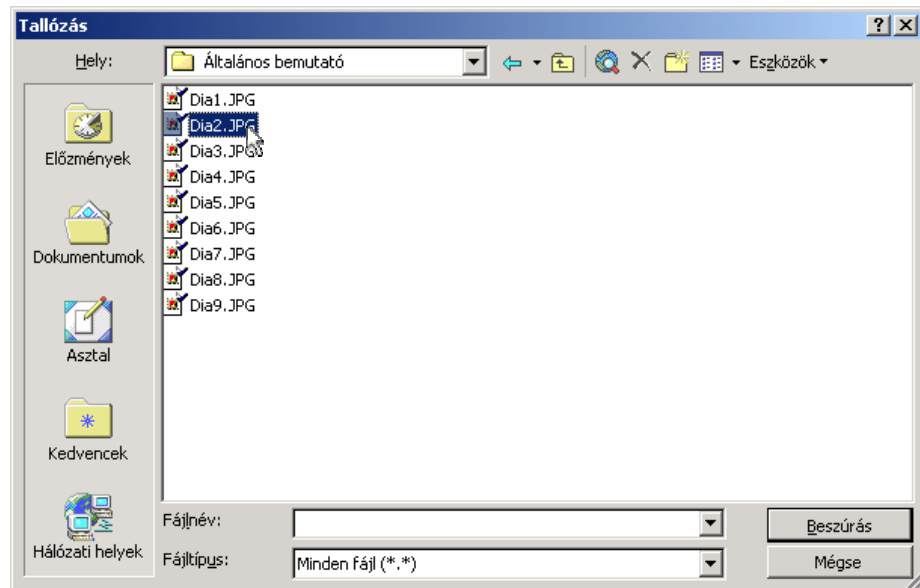 Tallózás
Hely: Általános bemutató Eszközök
Dia1.JPG
Dia2.JPG
Dia3.JPG
Dia4.JPG
Dia5.JPG
Dia6.JPG
Dia7.JPG
Dia8.JPG
Dia9.JPG
Előzmények
Dokumentumok
Asztal
Kedvencek
Hálózati helyek
Fájlnév: Beszúrás
Fájltípus: Minden fájl (*.*) Mégse